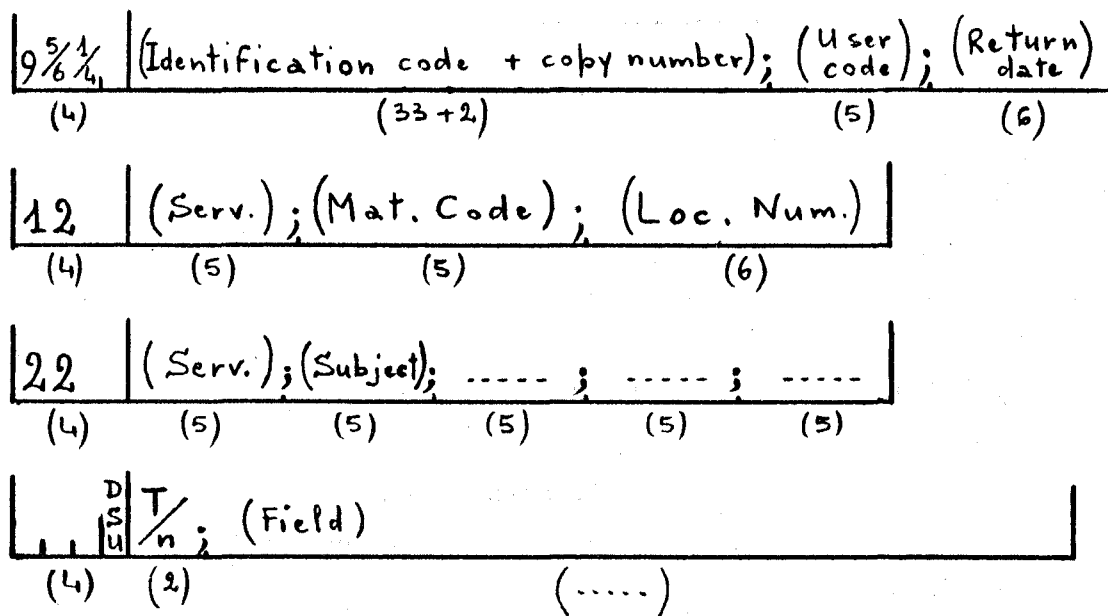 9 5/6 1/4, (Identification code + copy number); (User code); (Return date)
(4) (33+2) (5) (6)
12 (Serv.); (Mat. Code); (Loc. Num.)
(4) (5) (5) (6)
22 (Serv.); (Subject); ----- ; ----- ; -----
(4) (5) (5) (5) (5) (5)
D S U T/n; (Field)
(4) (2) (.....)